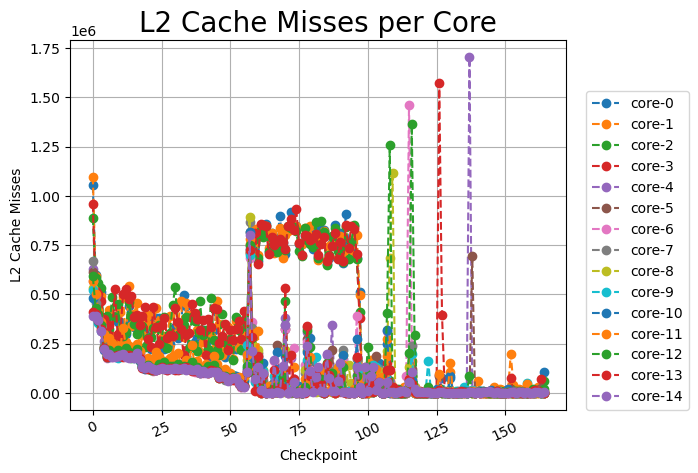 L2 Cache Misses per Core
1e6
1.75
1.50
1.25
1.00
0.75
0.50
0.25
0.00
L2 Cache Misses
0
25
50
75
100
125
150
Checkpoint
core-0
core-1
core-2
core-3
core-4
core-5
core-6
core-7
core-8
core-9
core-10
core-11
core-12
core-13
core-14